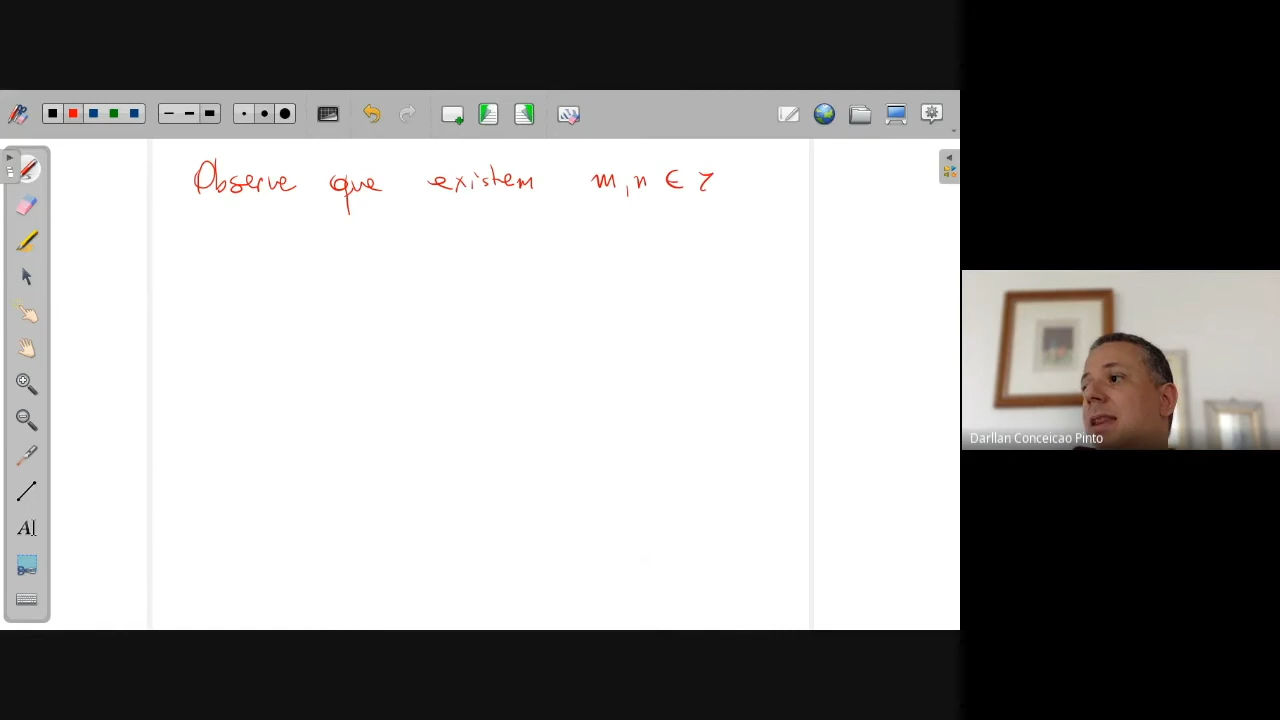 Observe que existem m, n ∈ Z
Darllan Conceicao Pinto